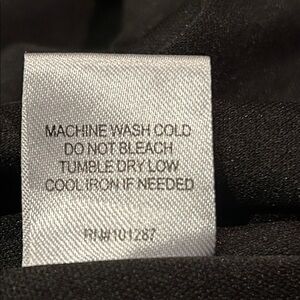 MACHINE WASH COLD
DO NOT BLEACH
TUMBLE DRY LOW
COOL IRON IF NEEDED
RN#101287